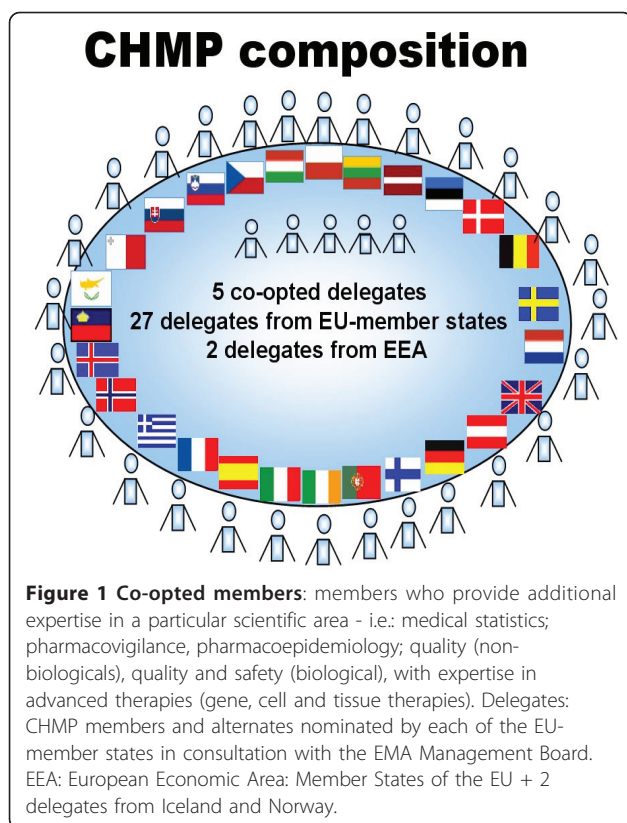 CHMP composition
5 co-opted delegates
27 delegates from EU-member states
2 delegates from EEA
Figure 1 Co-opted members: members who provide additional
expertise in a particular scientific area - i.e.: medical statistics;
pharmacovigilance, pharmacoepidemiology; quality (non-
biologicals), quality and safety (biological), with expertise in
advanced therapies (gene, cell and tissue therapies). Delegates:
CHMP members and alternates nominated by each of the EU-
member states in consultation with the EMA Management Board.
EEA: European Economic Area: Member States of the EU + 2
delegates from Iceland and Norway.